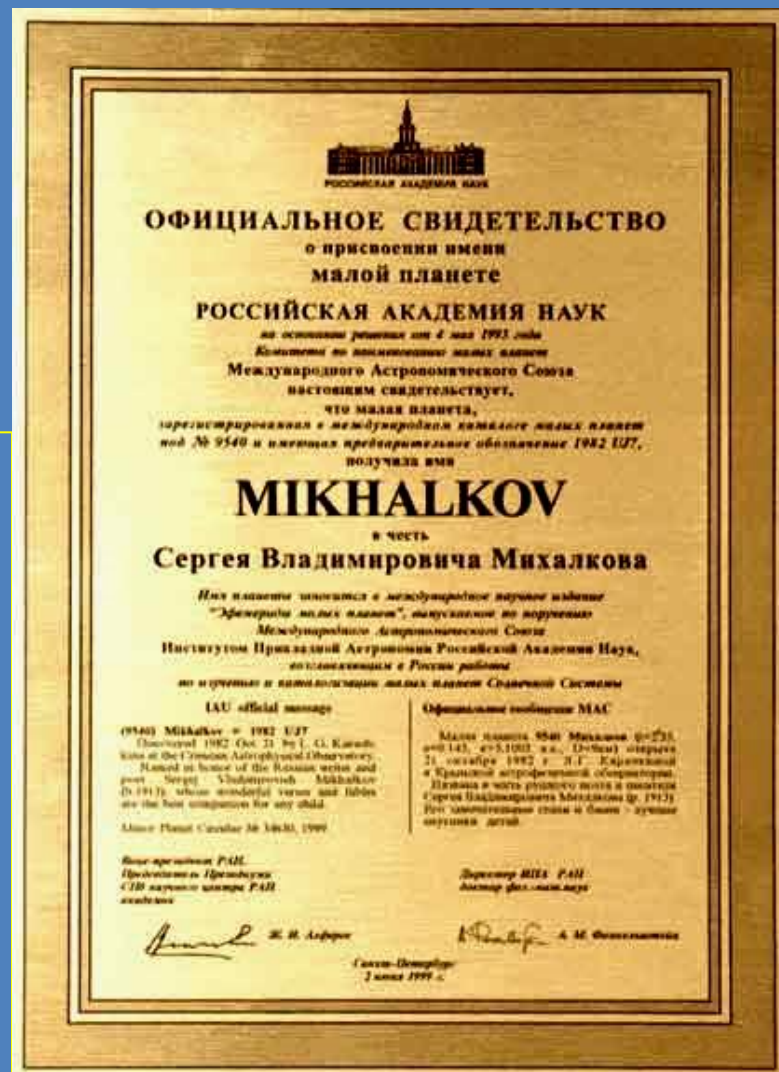 РОССИЙСКАЯ АКАДЕМИЯ НАУК
ОФИЦИАЛЬНОЕ СВИДЕТЕЛЬСТВО
о присвоении имени
малой планете
РОССИЙСКАЯ АКАДЕМИЯ НАУК
на основании решения от 4 мая года
Комитета по наименованию малых планет
Международного Астрономического Союза
настоящим свидетельствует,
что малая планета,
зарегистрированная в международном каталоге малых планет
под № 9540 и имеющая предварительное обозначение 1982 UJ7,
получила имя
MIKHALKOV
в честь
Сергея Владимировича Михалкова
Имя планеты заносится в международное научное издание
"Эфемериды малых планет", выпускаемое по поручению
Международного Астрономического Союза
Институтом Прикладной Астрономии Российской Академии Наук,
возглавляющим в России работы
по изучению и каталогизации малых планет Солнечной Системы
IAU official message
(9540) Mikhalkov = 1982 UJ7
Discovered 1982 Oct. 21 by L. G. Karach-
kina at the Crimean Astrophysical Observatory.
Named in honor of the Russian writer and
poet Sergej Vladimirovich Mikhalkov
(b.1913), whose wonderful verses and fables
are the best companion for any child.
Minor Planet Circular № 1999
Официальное сообщение МАС
Малая планета 9540 Михалков
открыта
21 октября 1982 г. Л.Г. Карачкиной
в Крымской астрофизической обсерватории.
Названа в честь русского поэта и писателя
Сергея Владимировича Михалкова (р. 1913).
Его замечательные стихи и басни - лучшие
спутники детей.
Вице-президент РАН,
Председатель Президиума
СПб научного центра РАН
академик
Ж. И. Алферов
Директор ИПА РАН
доктор физ.-мат.наук
А. М. Финкельштейн
Санкт-Петербург
2 1999 г.